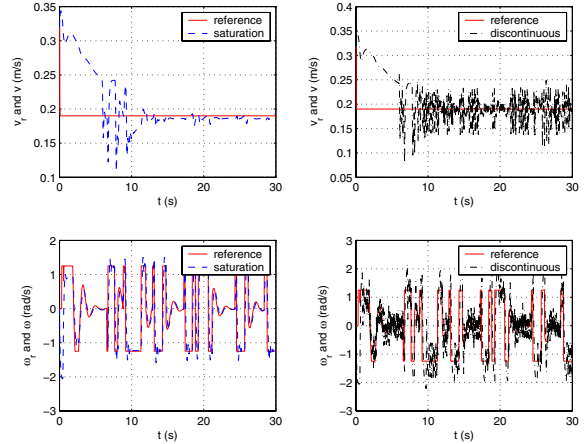 0.35
0.3
0.25
0.2
0.15
0.1
0 10 20 30
t (s)
v_r and v (m/s)
reference
saturation
0.4
0.35
0.3
0.25
0.2
0.15
0.1
0.05
0 10 20 30
t (s)
v_r and v (m/s)
reference
discontinuous
3
2
1
0
−1
−2
−3
0 10 20 30
t (s)
ω_r and ω (rad/s)
reference
saturation
3
2
1
0
−1
−2
−3
0 10 20 30
t (s)
ω_r and ω (rad/s)
reference
discontinuous